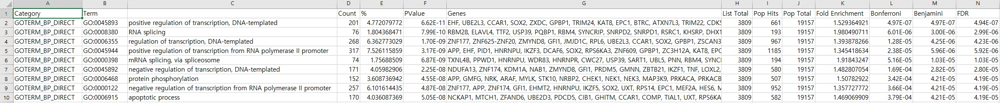 A B C D E F G H I J K L M N
1 Category Term Count % PValue Genes List Total Pop Hits Pop Total Fold Enrichment Bonferroni Benjamini FDR
2 GOTERM_BP_DIRECT GO:0045893 positive regulation of transcription, DNA-templated 201 4.772079772 6.62E-11 EHF, UBE2L3, CCAR1, SOX2, ZXDC, GPBP1, TRIM24, KAT8, EPC1, BTRC, ATXN7L3, TRIM22, CDK5 3809 661 19157 1.529364921 4.97E-07 4.97E-07 4.94E-07
3 GOTERM_BP_DIRECT GO:0008380 RNA splicing 76 1.804368471 7.99E-10 RBM28, ELAVL4, TTF2, USP39, PQBP1, RBM4, SYNCRIP, SNRPD2, SNRPD1, RSRC1, KHSRP, DHX1 3809 193 19157 1.980490711 6.01E-06 3.00E-06 2.99E-06
4 GOTERM_BP_DIRECT GO:0006355 regulation of transcription, DNA-templated 268 6.362773029 1.70E-09 ZNF177, ZNF625-ZNF20, ZMYND8, GFI1, JMJD1C, RPL6, UBE2L3, CCAR1, SOX2, GPBP1, ZSCAN3 3809 967 19157 1.393878266 1.28E-05 4.25E-06 4.23E-06
5 GOTERM_BP_DIRECT GO:0045944 positive regulation of transcription from RNA polymerase II promoter 317 7.526115859 3.17E-09 APP, EHF, PID1, HNRNPU, IKZF3, DCAF6, SOX2, RPS6KA3, ZNF609, GPBP1, ZC3H12A, KAT8, EPC 3809 1185 19157 1.345418634 2.38E-05 5.96E-06 5.92E-06
6 GOTERM_BP_DIRECT GO:0000398 mRNA splicing, via spliceosome 74 1.75688509 6.87E-09 TXNL4B, PPWD1, HNRNPU, WDR83, HNRNPR, CWC27, USP39, SART1, UBL5, PNN, RBM4, SYNCI 3809 194 19157 1.91843247 5.16E-05 1.03E-05 1.03E-05
7 GOTERM_BP_DIRECT GO:0045892 negative regulation of transcription, DNA-templated 171 4.05982906 2.25E-08 NDUFA13, ZNF174, KDM1A, NAB1, ZMYND8, GFI1, PRDM5, GMNN, ZBTB21, IKZF1, TNF, LOXL2, 3809 580 19157 1.482807054 1.69E-04 2.82E-05 2.80E-05
8 GOTERM_BP_DIRECT GO:0006468 protein phosphorylation 152 3.608736942 4.55E-08 APP, GMFG, NRK, ARAF, MYLK, STK10, NRBP2, CHEK1, NEK1, NEK3, MAP3K9, PRKACA, PRKACB 3809 507 19157 1.50782922 3.42E-04 4.21E-05 4.19E-05
9 GOTERM_BP_DIRECT GO:0000122 negative regulation of transcription from RNA polymerase II promoter 257 6.101614435 4.87E-08 ZNF177, APP, ZNF174, GFI1, EHMT2, HNRNPU, IKZF5, SOX2, UXT, RPS14, EPC1, MEF2A, HES6, 3809 952 19157 1.357727772 3.66E-04 4.21E-05 4.19E-05
10 GOTERM_BP_DIRECT GO:0006915 apoptotic process 170 4.036087369 5.05E-08 NCKAP1, MTCH1, ZFAND6, UBE2D3, PDCD5, CIB1, GHITM, CCAR1, COMP, TIAL1, UXT, RPS6KA 3809 582 19157 1.469069909 3.79E-04 4.21E-05 4.19E-05